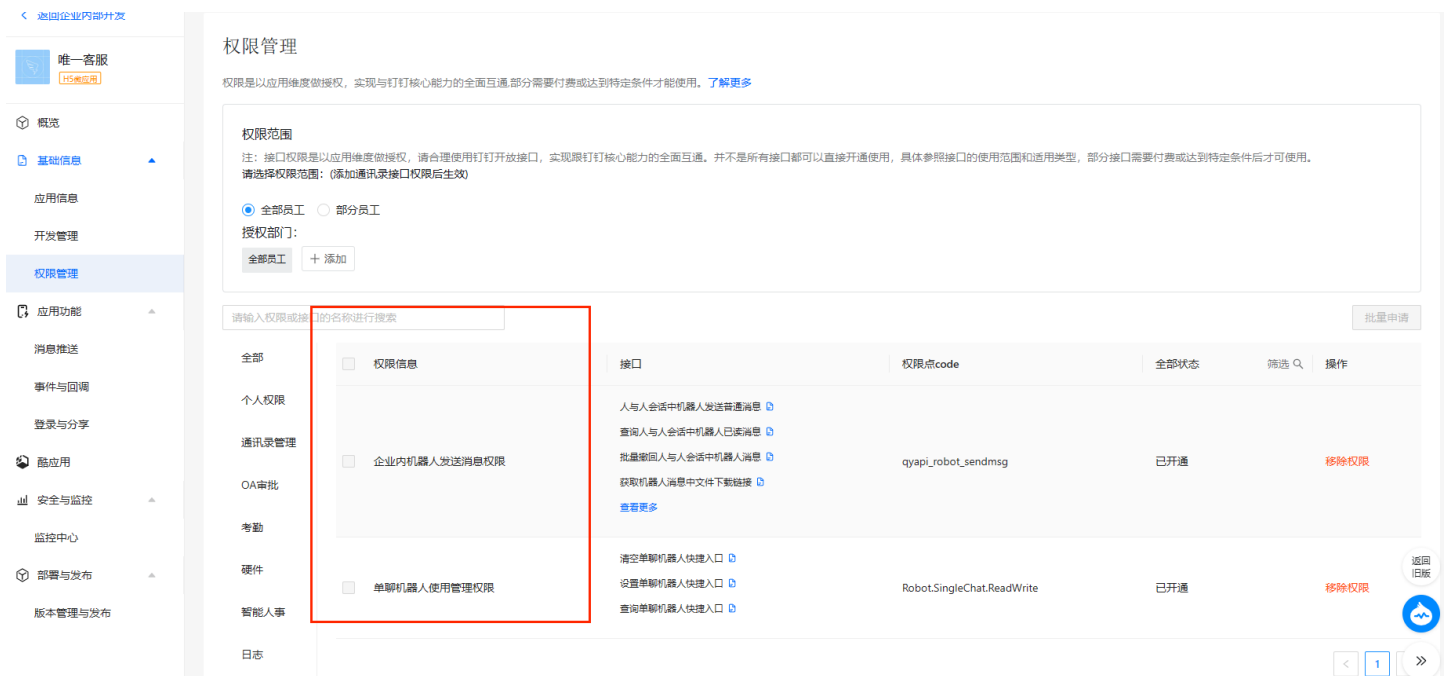 返回企业内部开发
唯一客服
H5微应用
概览
基础信息
应用信息
开发管理
权限管理
应用功能
消息推送
事件与回调
登录与分享
酷应用
安全与监控
监控中心
部署与发布
版本管理与发布
权限管理
权限是以应用维度做授权，实现与钉钉核心能力的全面互通,部分需要付费或达到特定条件才能使用。了解更多
权限范围
注：接口权限是以应用维度做授权，请合理使用钉钉开放接口，实现跟钉钉核心能力的全面互通。并不是所有接口都可以直接开通使用，具体参照接口的使用范围和适用类型，部分接口需要付费或达到特定条件后才可使用。
请选择权限范围：(添加通讯录接口权限后生效)
全部员工 部分员工
授权部门：
全部员工 + 添加
请输入权限或接口的名称进行搜索 批量申请
全部
个人权限
通讯录管理
OA审批
考勤
硬件
智能人事
日志
权限信息 接口 权限点code 全部状态 筛选 操作
人与人会话中机器人发送普通消息
查询人与人会话中机器人已读消息
企业内机器人发送消息权限 批量撤回人与人会话中机器人消息 qyapi_robot_sendmsg 已开通 移除权限
获取机器人消息中文件下载链接
查看更多
清空单聊机器人快捷入口
单聊机器人使用管理权限 设置单聊机器人快捷入口 Robot.SingleChat.ReadWrite 已开通 移除权限
查询单聊机器人快捷入口
返回
旧版
< 1